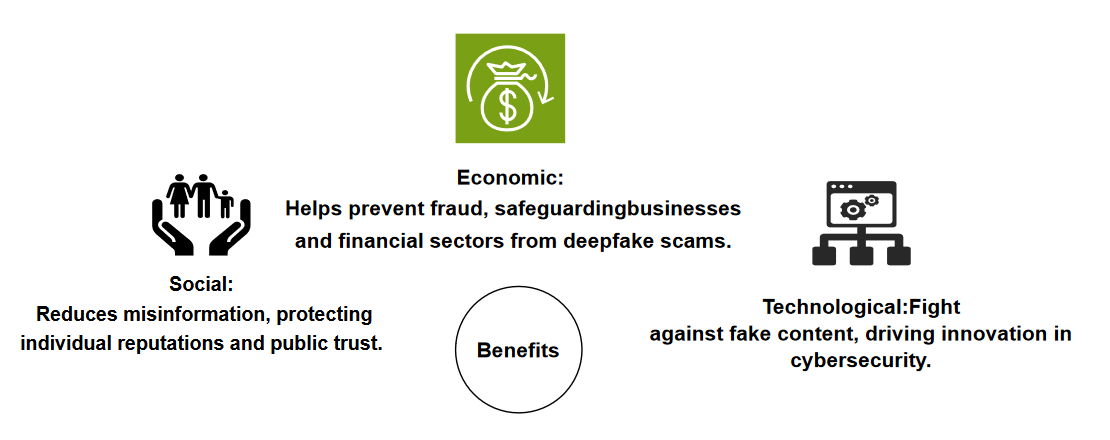 Economic:
Helps prevent fraud, safeguardingbusinesses
and financial sectors from deepfake scams.
Social:
Reduces misinformation, protecting
individual reputations and public trust.
Benefits
Technological:Fight
against fake content, driving innovation in
cybersecurity.